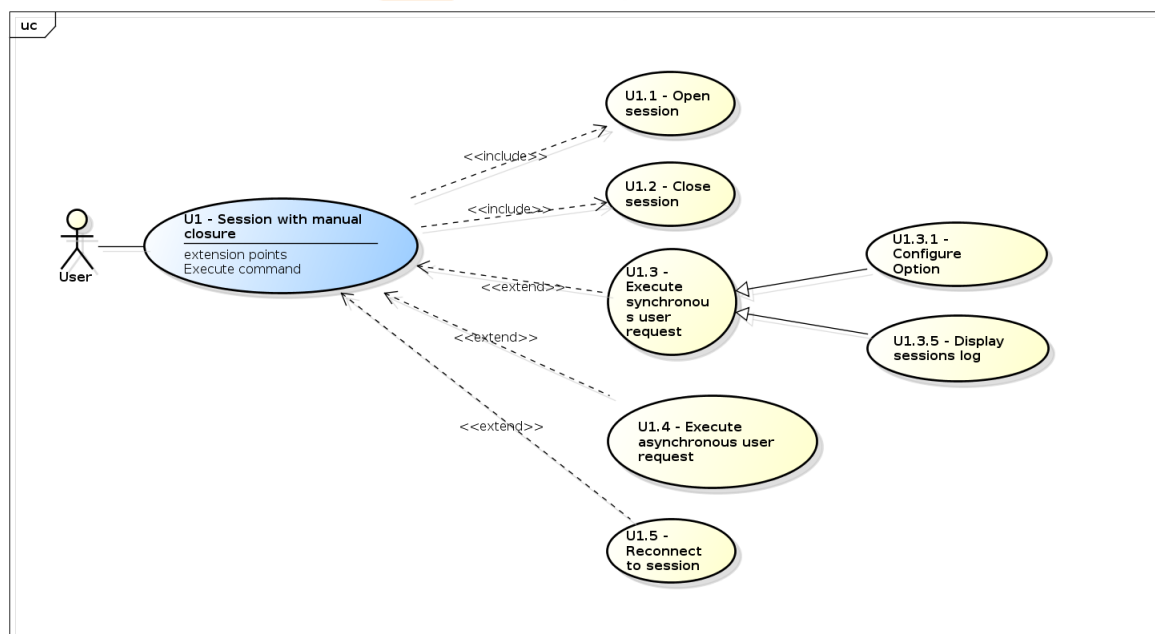 uc
U1.1 - Open
session
<<include>>
U1.2 - Close
session
<<include>>
U1 - Session with manual
closure
extension points
Execute command
User
U1.3 -
Execute
synchronou
s user
request
<<extend>>
U1.3.1 -
Configure
Option
U1.3.5 - Display
sessions log
<<extend>>
U1.4 - Execute
asynchronous user
request
<<extend>>
U1.5 -
Reconnect
to session